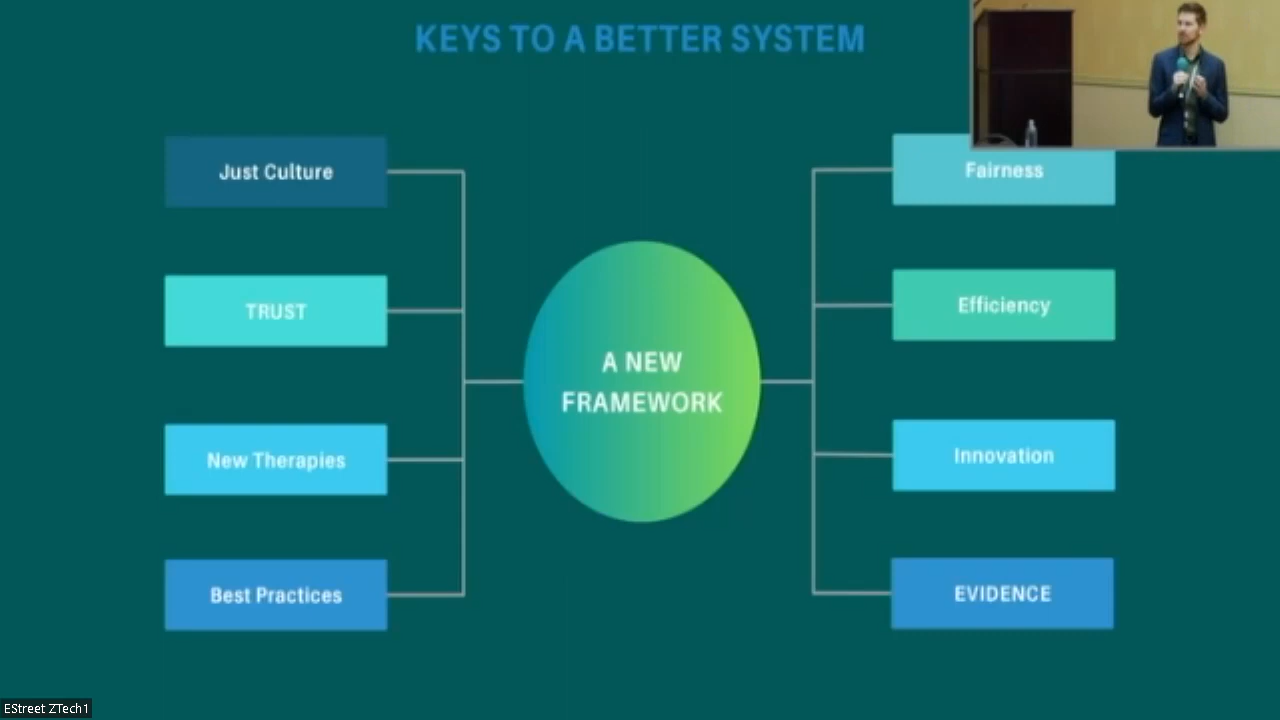 KEYS TO A BETTER SYSTEM
Just Culture
TRUST
New Therapies
Best Practices
A NEW
FRAMEWORK
Fairness
Efficiency
Innovation
EVIDENCE
EStreet ZTech1